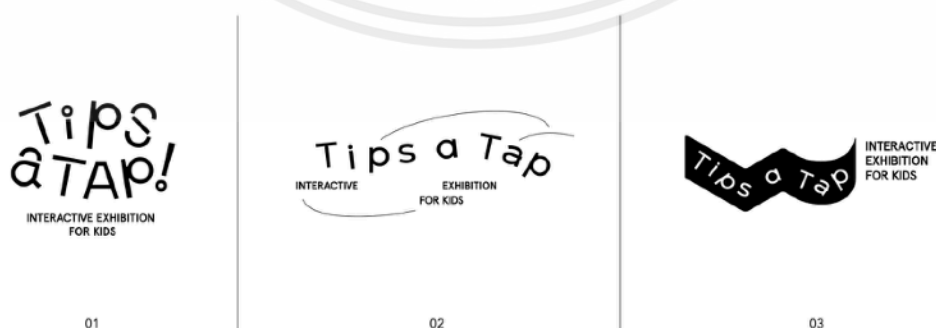 Tips
aTAP!
INTERACTIVE EXHIBITION
FOR KIDS
01
Tips a Tap
INTERACTIVE EXHIBITION
FOR KIDS
02
Tips a Tap
INTERACTIVE
EXHIBITION
FOR KIDS
03